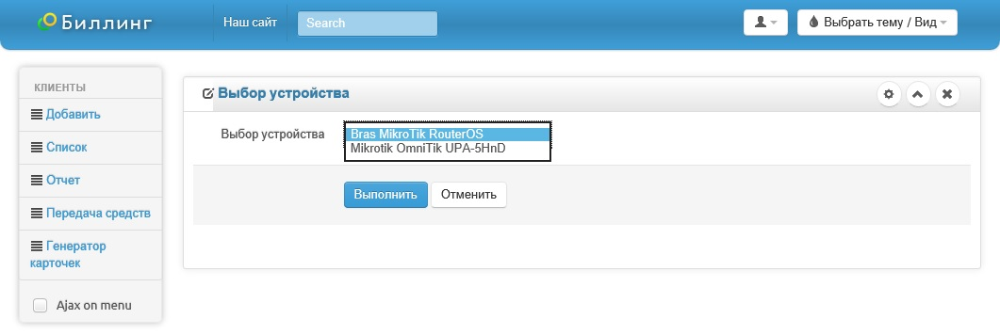 Биллинг
Наш сайт
Search
Выбрать тему / Вид
КЛИЕНТЫ
Добавить
Список
Отчет
Передача средств
Генератор
карточек
Ajax on menu
Выбор устройства
Выбор устройства
Bras MikroTik RouterOS
Mikrotik OmniTik UPA-5HnD
Выполнить
Отменить